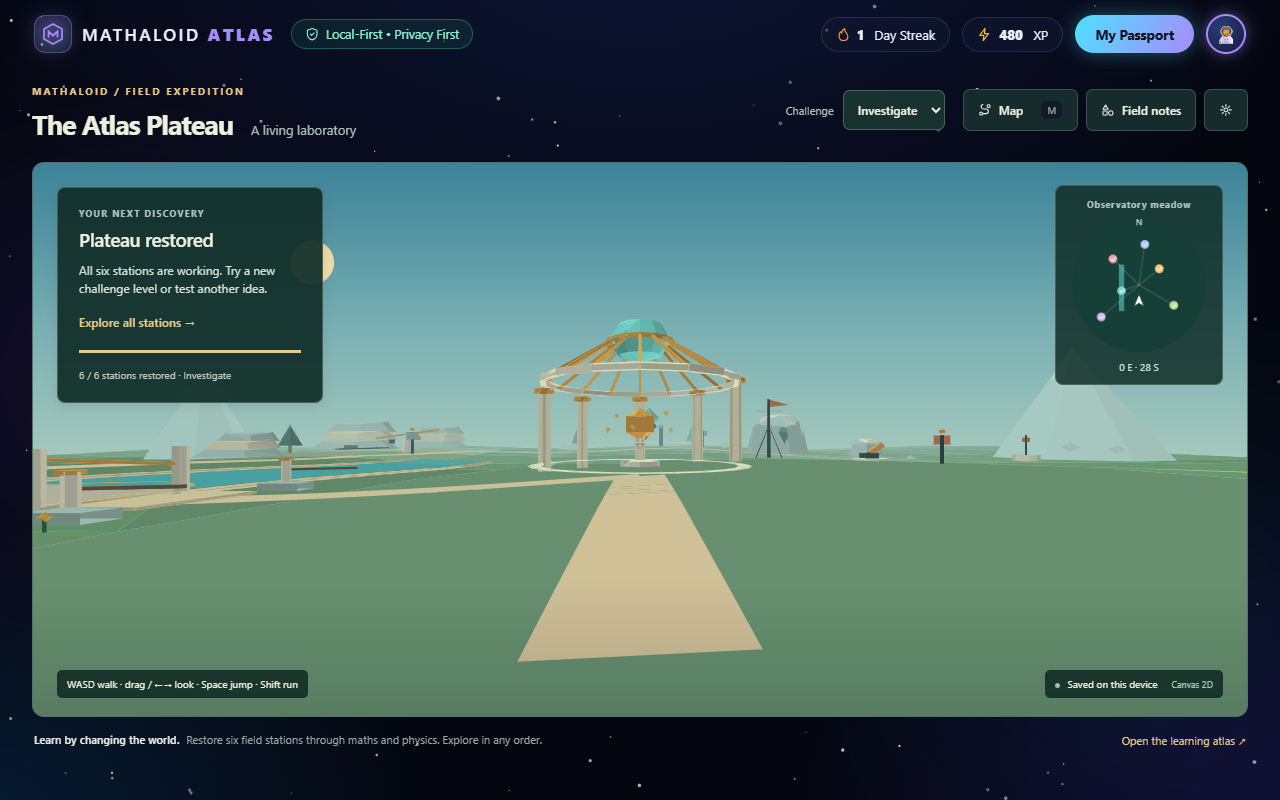 MATHALOID ATLAS
Local-First • Privacy First
1 Day Streak
480 XP
My Passport
MATHALOID / FIELD EXPEDITION
The Atlas Plateau
A living laboratory
Challenge
Investigate
Map M
Field notes
YOUR NEXT DISCOVERY
Plateau restored
All six stations are working. Try a new
challenge level or test another idea.
Explore all stations →
6 / 6 stations restored · Investigate
Observatory meadow
N
0 E · 28 S
WASD walk · drag / ←→ look · Space jump · Shift run
Saved on this device Canvas 2D
Learn by changing the world. Restore six field stations through maths and physics. Explore in any order.
Open the learning atlas ↗